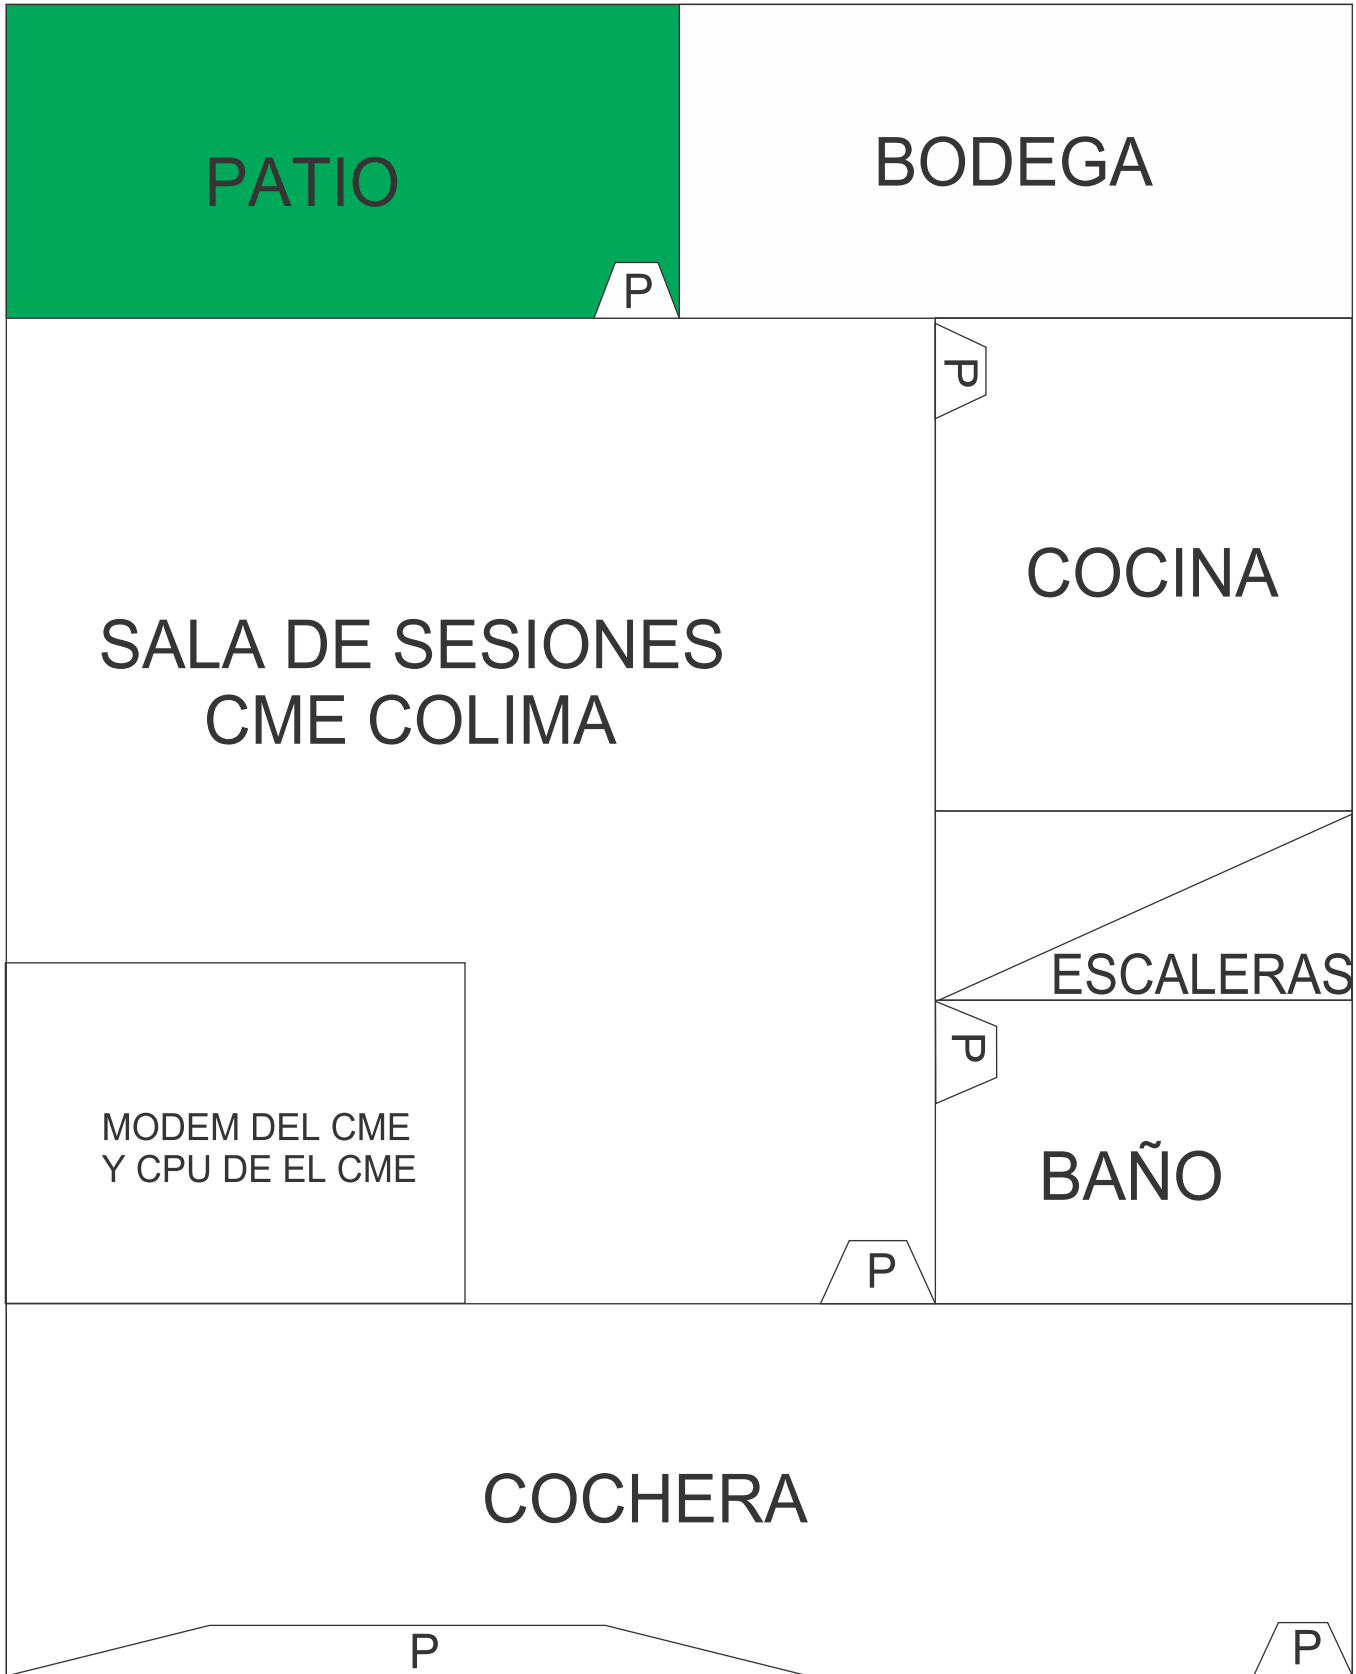 PATIO
BODEGA
P
P
COCINA
SALA DE SESIONES
CME COLIMA
ESCALERAS
P
MODEM DEL CME
Y CPU DE EL CME
BAÑO
P
COCHERA
P
P